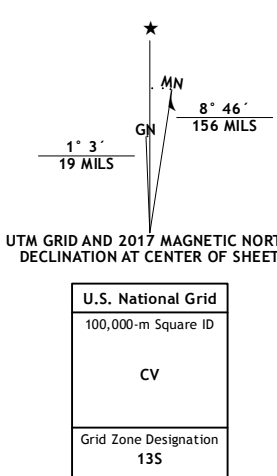 ★
MN
GN
8° 46´
156 MILS
1° 3´
19 MILS
UTM GRID AND 2017 MAGNETIC NORT
DECLINATION AT CENTER OF SHEET
U.S. National Grid
100,000-m Square ID
CV
Grid Zone Designation
13S